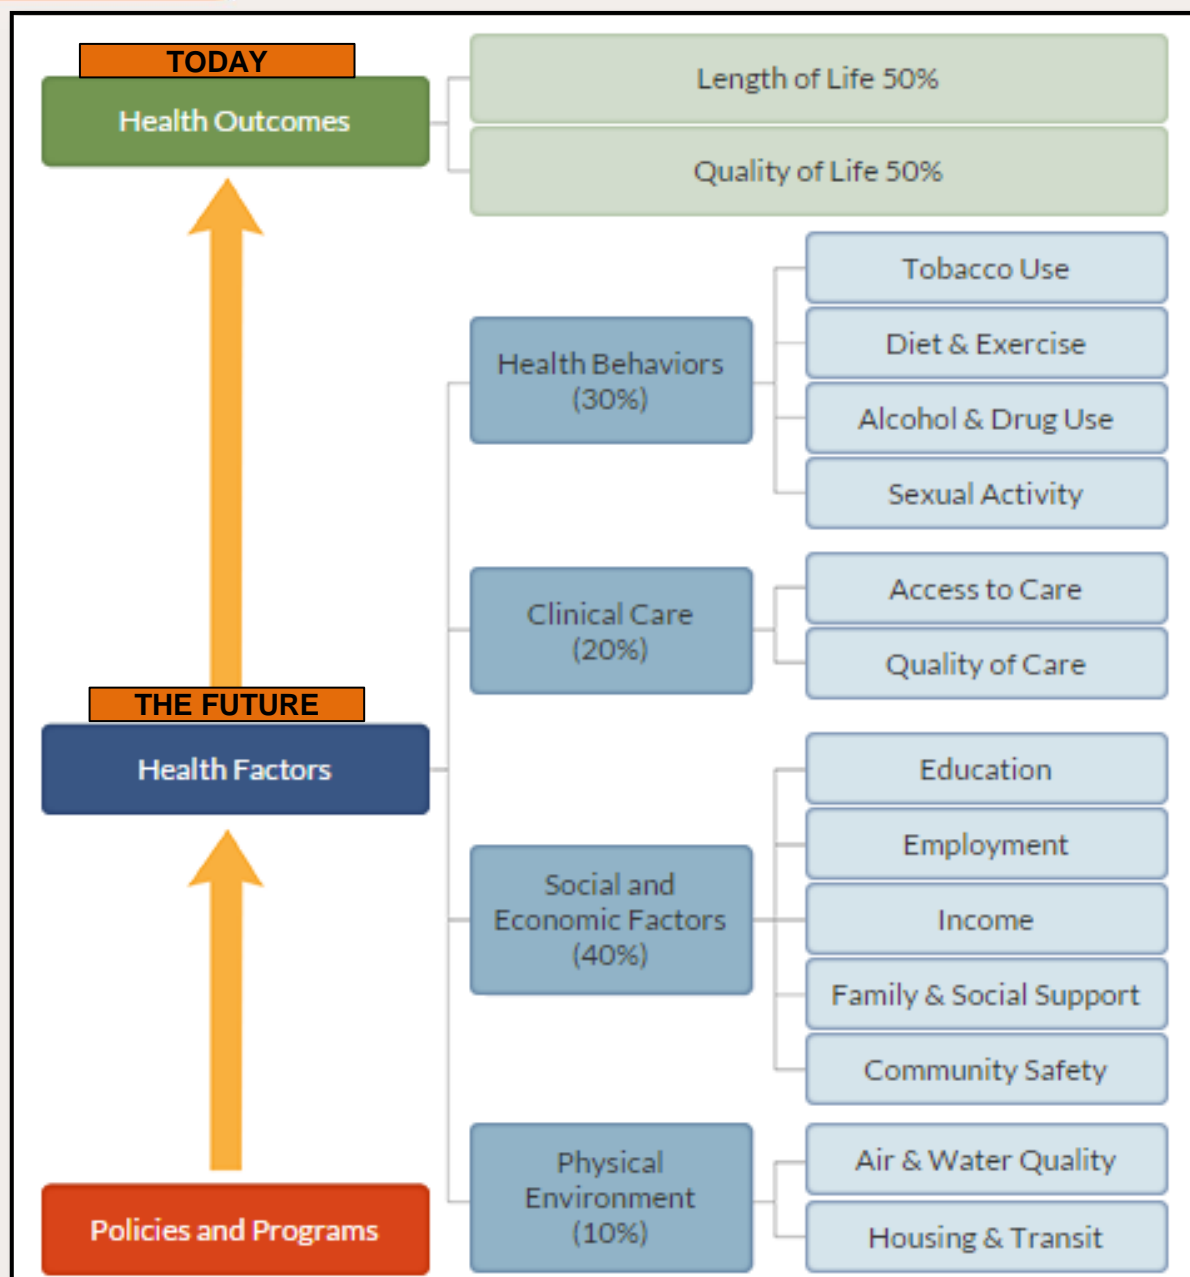 TODAY
Health Outcomes
Length of Life 50%
Quality of Life 50%
THE FUTURE
Health Factors
Health Behaviors
(30%)
Tobacco Use
Diet & Exercise
Alcohol & Drug Use
Sexual Activity
Clinical Care
(20%)
Access to Care
Quality of Care
Social and
Economic Factors
(40%)
Education
Employment
Income
Family & Social Support
Community Safety
Physical
Environment
(10%)
Air & Water Quality
Housing & Transit
Policies and Programs